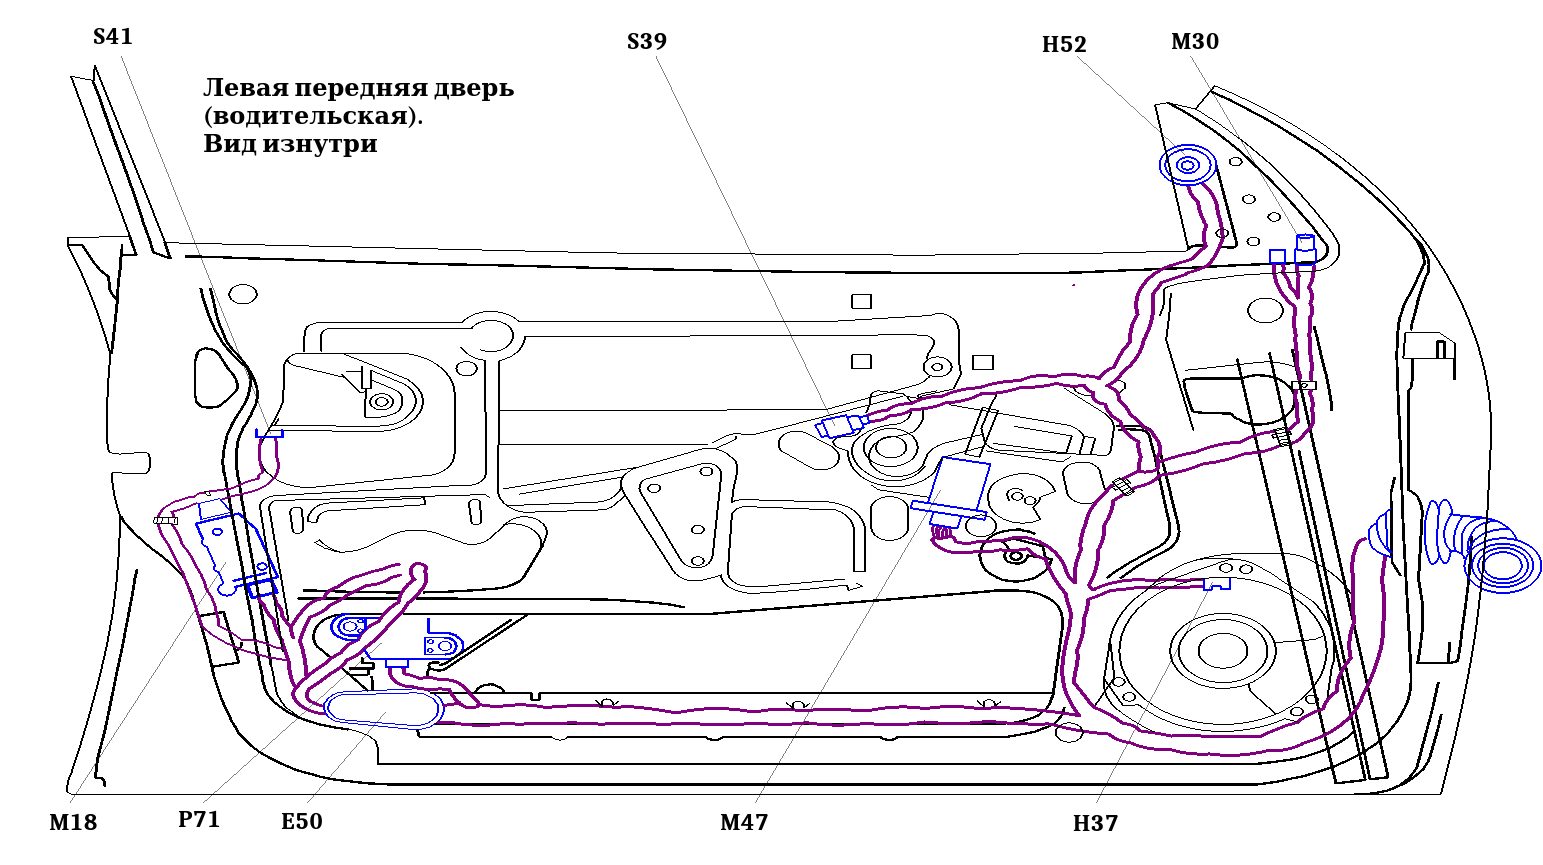 S41
S39
H52
M30
Левая передняя дверь
(водительская).
Вид изнутри
M18
P71
E50
M47
H37